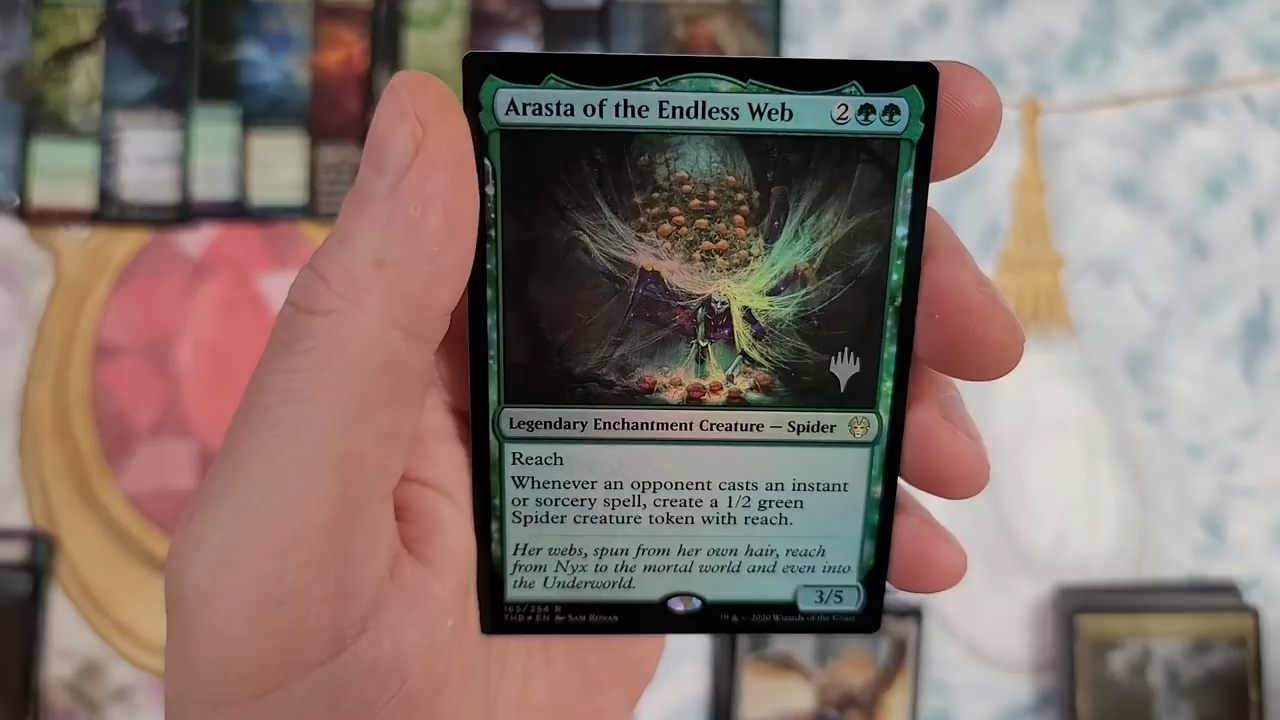 Arasta of the Endless Web 2
Legendary Enchantment Creature — Spider
Reach
Whenever an opponent casts an instant
or sorcery spell, create a 1/2 green
Spider creature token with reach.
Her webs, spun from her own hair, reach
from Nyx to the mortal world and even into
the Underworld.
3/5
165/254 R
THB ★ EN Sam Rowan
& © 2020 Wizards of the Coast